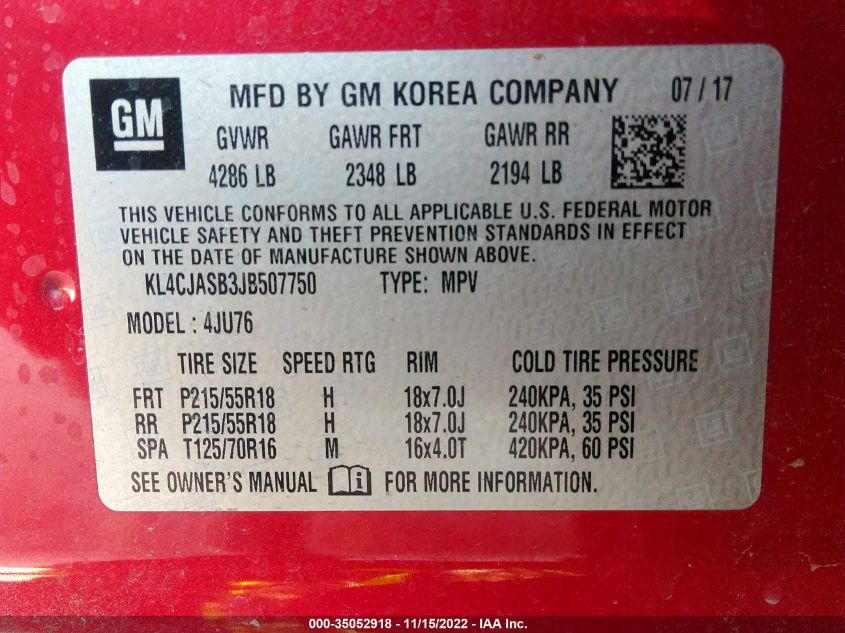 GM
MFD BY GM KOREA COMPANY 07 / 17
GVWR GAWR FRT GAWR RR
4286 LB 2348 LB 2194 LB
THIS VEHICLE CONFORMS TO ALL APPLICABLE U.S. FEDERAL MOTOR
VEHICLE SAFETY AND THEFT PREVENTION STANDARDS IN EFFECT
ON THE DATE OF MANUFACTURE SHOWN ABOVE.
KL4CJASB3JB507750 TYPE: MPV
MODEL : 4JU76
TIRE SIZE SPEED RTG RIM COLD TIRE PRESSURE
FRT P215/55R18 H 18x7.0J 240KPA, 35 PSI
RR P215/55R18 H 18x7.0J 240KPA, 35 PSI
SPA T125/70R16 M 16x4.0T 420KPA, 60 PSI
SEE OWNER'S MANUAL i FOR MORE INFORMATION.
000-35052918 - 11/15/2022 - IAA Inc.